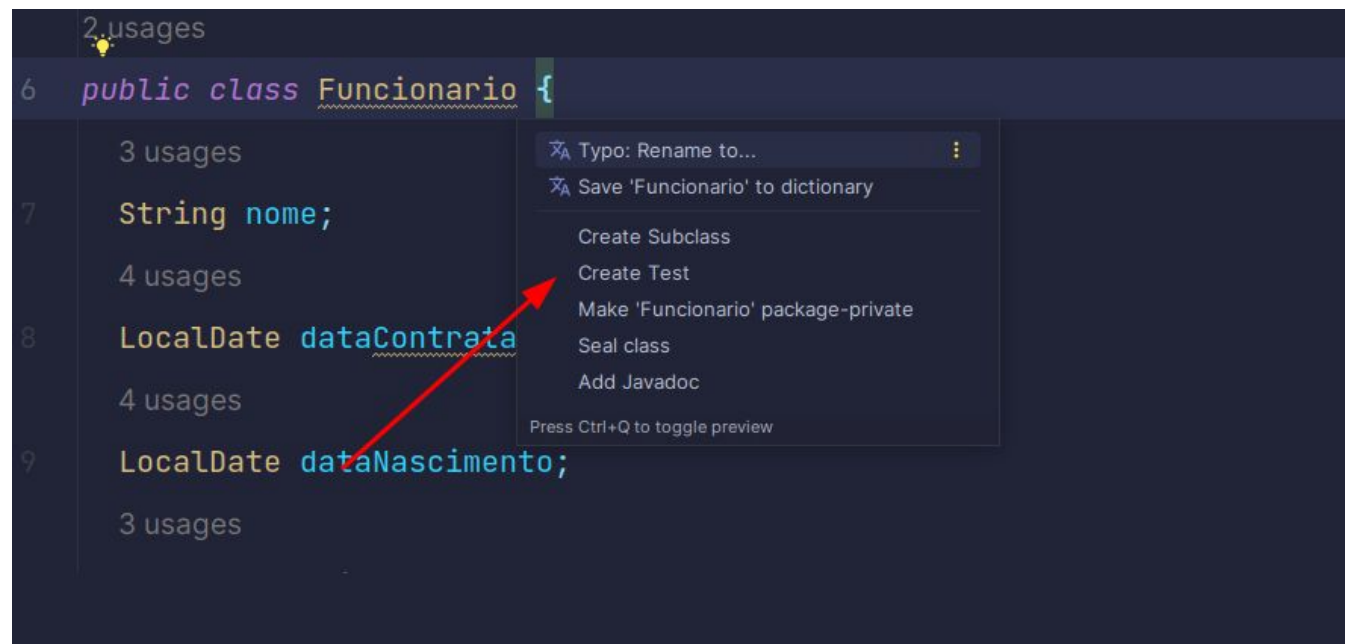 2 usages
6 public class Funcionario {
3 usages
Typo: Rename to...
Save 'Funcionario' to dictionary
7 String nome;
Create Subclass
4 usages
Create Test
Make 'Funcionario' package-private
8 LocalDate dataContrata
Seal class
Add Javadoc
4 usages
Press Ctrl+Q to toggle preview
9 LocalDate dataNascimento;
3 usages